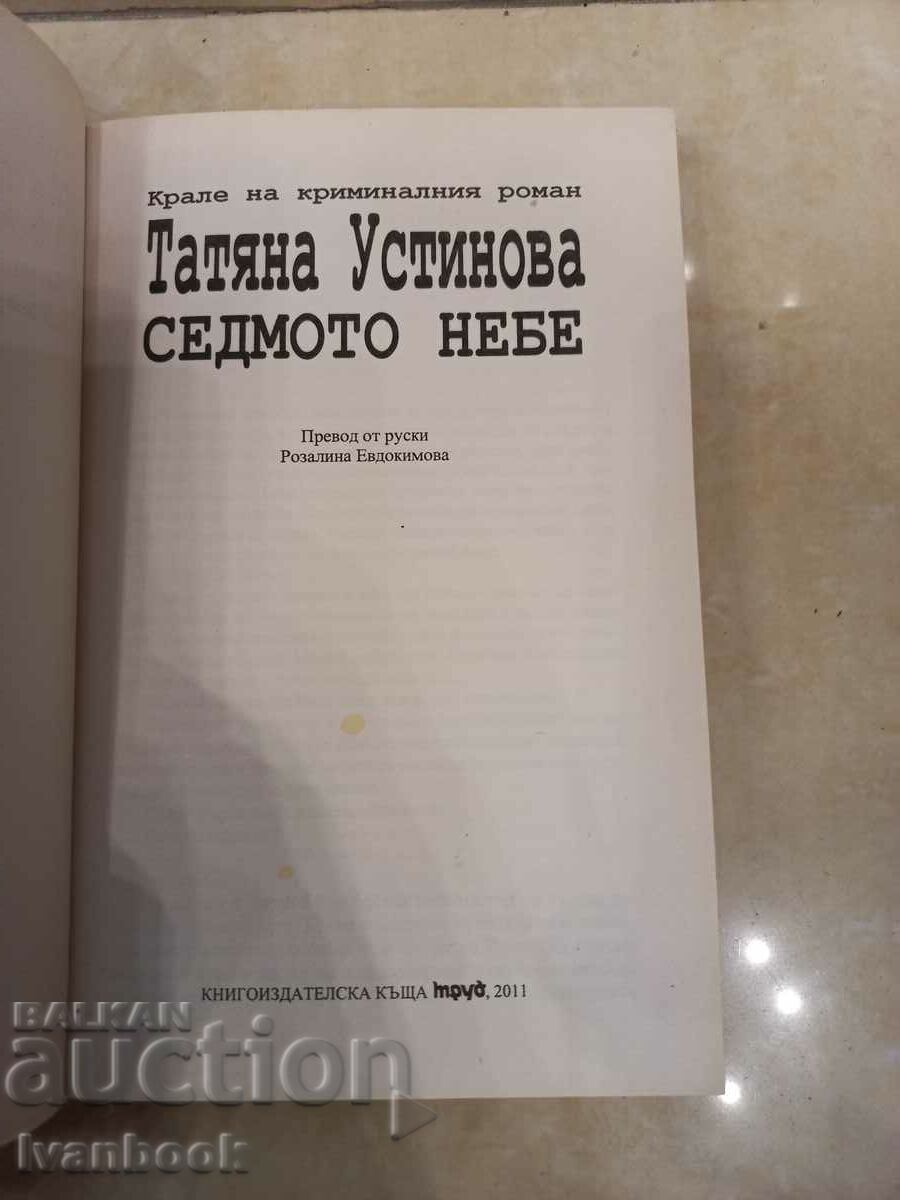 Крале на криминалния роман
Татяна Устинова
СЕДМОТО НЕБЕ
Превод от руски
Розалина Евдокимова
КНИГОИЗДАТЕЛСКА КЪЩА труд, 2011
BALKAN
auction
Ivanbook